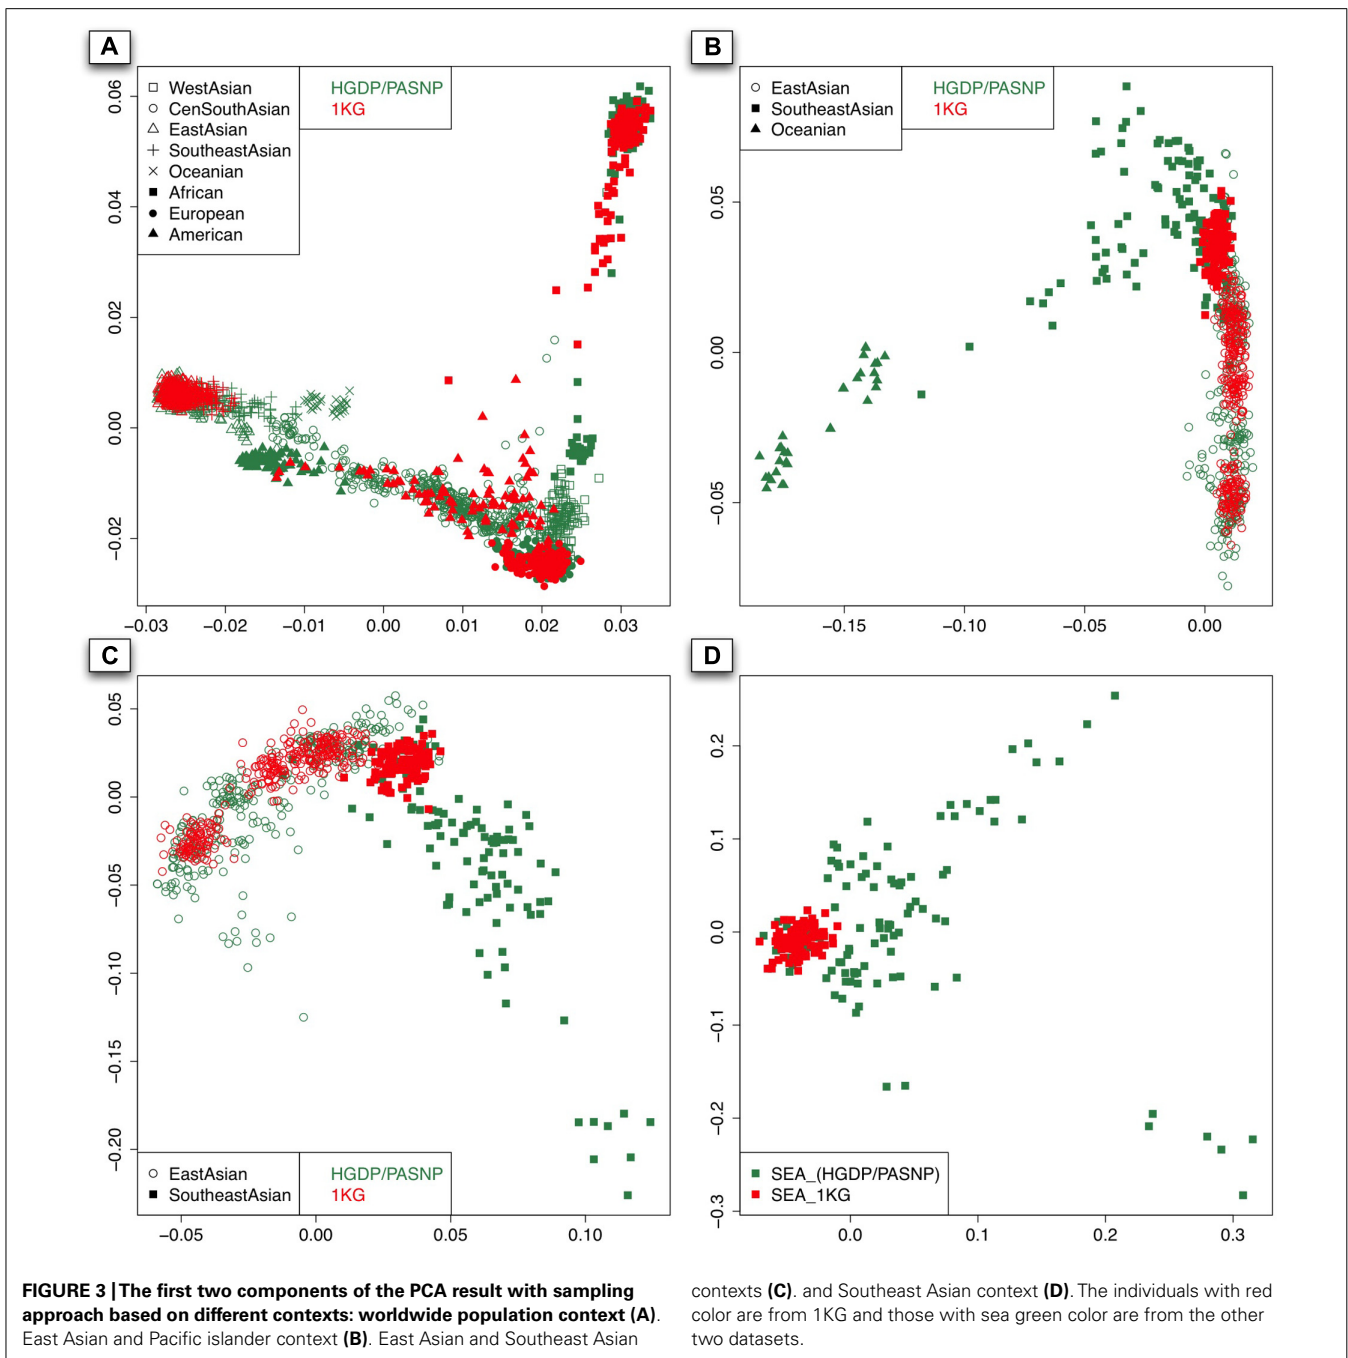 A
WestAsian
CenSouthAsian
EastAsian
SoutheastAsian
Oceanian
African
European
American
HGDP/PASNP
1KG
0.06
0.04
0.02
0.00
−0.02
−0.03 −0.02 −0.01 0.00 0.01 0.02 0.03
B
EastAsian
SoutheastAsian
Oceanian
HGDP/PASNP
1KG
0.05
0.00
−0.05
−0.15 −0.10 −0.05 0.00
C
0.05
0.00
−0.05
−0.10
−0.15
−0.20
EastAsian
SoutheastAsian
HGDP/PASNP
1KG
−0.05 0.00 0.05 0.10
D
0.2
0.1
0.0
−0.1
−0.2
−0.3
SEA_(HGDP/PASNP)
SEA_1KG
0.0 0.1 0.2 0.3
FIGURE 3 | The first two components of the PCA result with sampling
approach based on different contexts: worldwide population context (A).
East Asian and Pacific islander context (B). East Asian and Southeast Asian
contexts (C). and Southeast Asian context (D). The individuals with red
color are from 1KG and those with sea green color are from the other
two datasets.